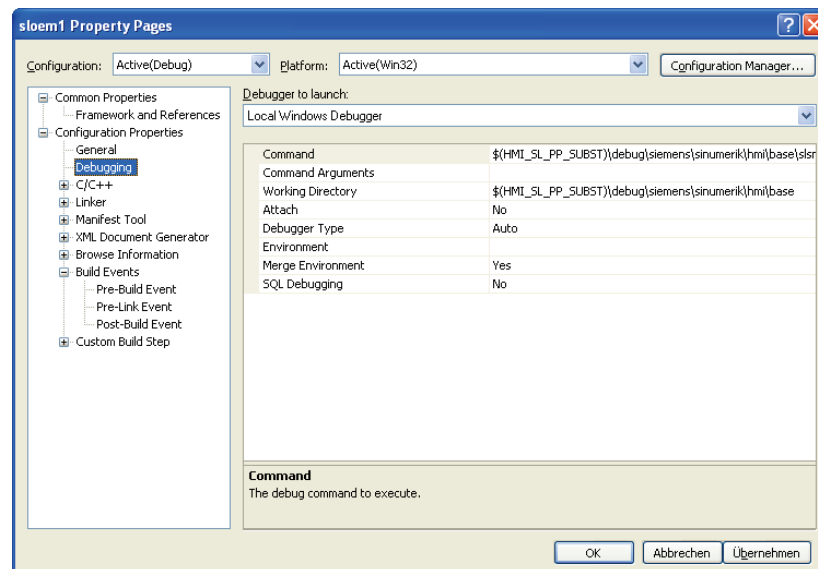 sloem1 Property Pages
Configuration: Active(Debug) Platform: Active(Win32) Configuration Manager...
Common Properties
Framework and References
Configuration Properties
General
Debugging
C/C++
Linker
Manifest Tool
XML Document Generator
Browse Information
Build Events
Pre-Build Event
Pre-Link Event
Post-Build Event
Custom Build Step
Debugger to launch:
Local Windows Debugger
Command $(HMI_SL_PP_SUBST)\debug\siemens\sinumerik\hmi\base\slsr
Command Arguments
Working Directory $(HMI_SL_PP_SUBST)\debug\siemens\sinumerik\hmi\base
Attach No
Debugger Type Auto
Environment
Merge Environment Yes
SQL Debugging No
Command
The debug command to execute.
OK Abbrechen Übernehmen